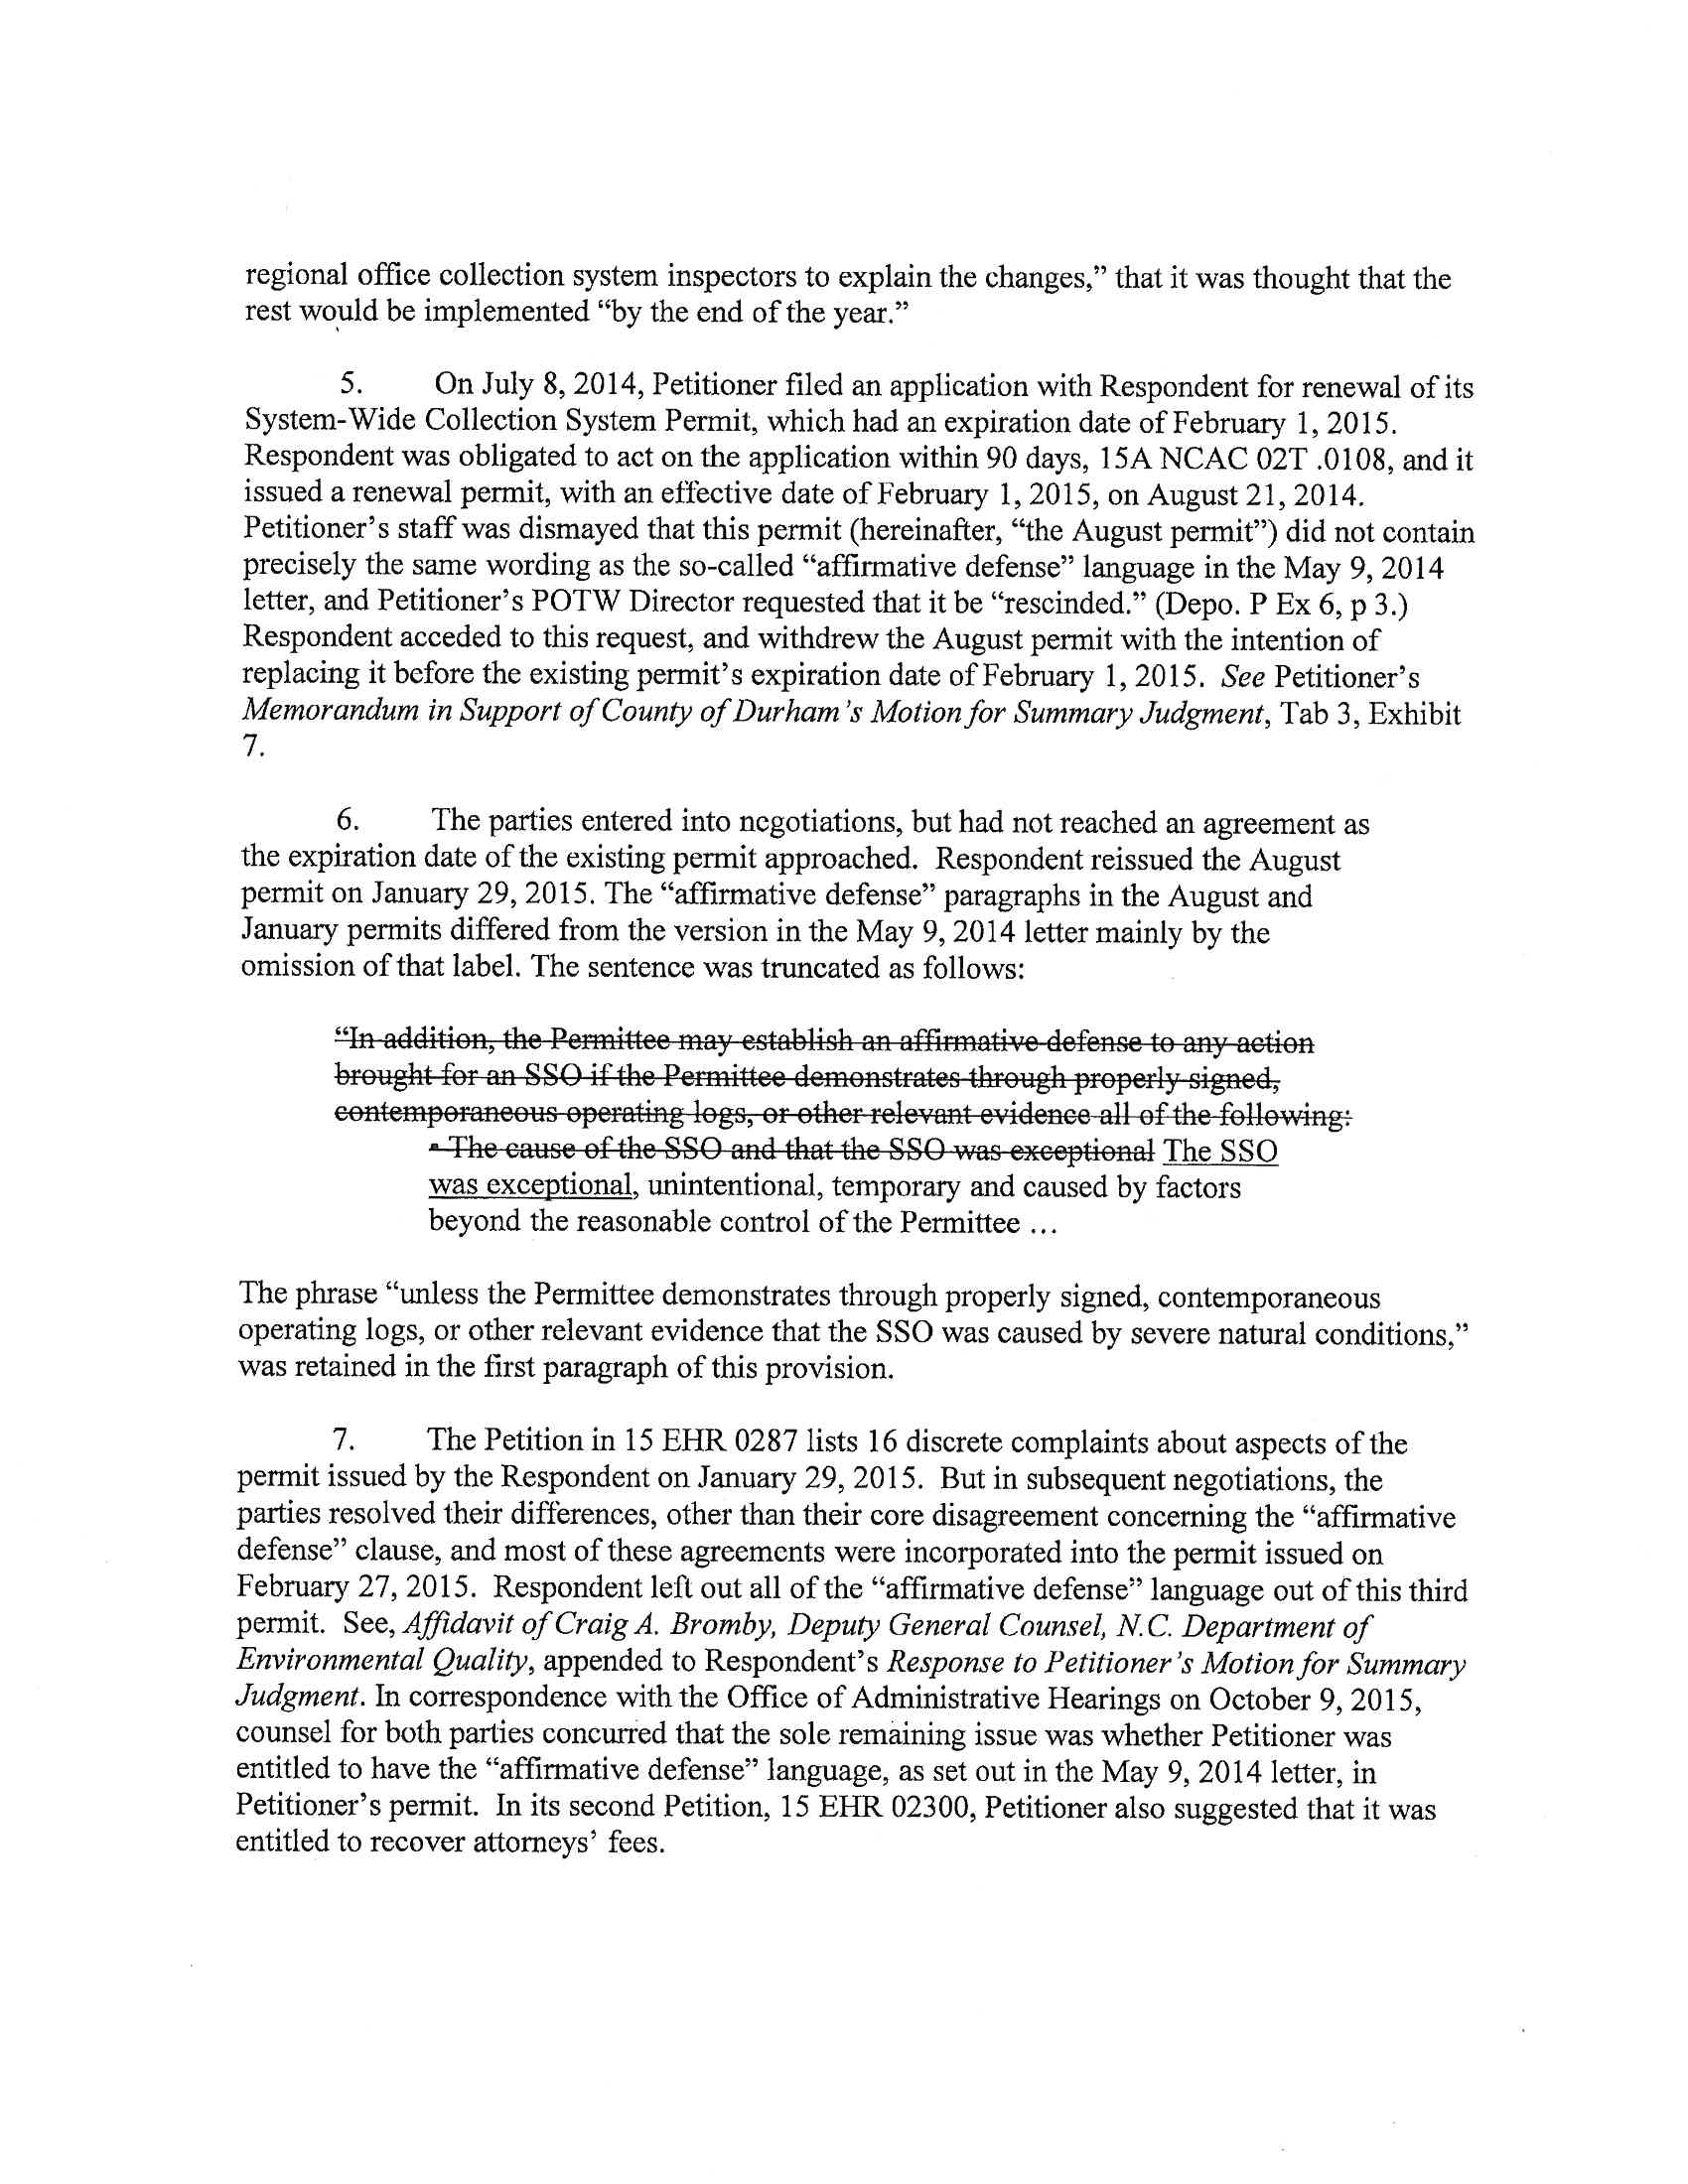 regional office collection system inspectors to explain the changes,” that it was thought that the
rest would be implemented “by the end of the year.”
5. On July 8, 2014, Petitioner filed an application with Respondent for renewal of its
System-Wide Collection System Permit, which had an expiration date of February 1, 2015.
Respondent was obligated to act on the application within 90 days, 15A NCAC 02T .0108, and it
issued a renewal permit, with an effective date of February 1, 2015, on August 21, 2014.
Petitioner’s staff was dismayed that this permit (hereinafter, “the August permit”) did not contain
precisely the same wording as the so-called “affirmative defense” language in the May 9, 2014
letter, and Petitioner’s POTW Director requested that it be “rescinded.” (Depo. P Ex 6, p 3.)
Respondent acceded to this request, and withdrew the August permit with the intention of
replacing it before the existing permit’s expiration date of February 1, 2015. See Petitioner’s
Memorandum in Support of County of Durham’s Motion for Summary Judgment, Tab 3, Exhibit
7.
6. The parties entered into negotiations, but had not reached an agreement as
the expiration date of the existing permit approached. Respondent reissued the August
permit on January 29, 2015. The “affirmative defense” paragraphs in the August and
January permits differed from the version in the May 9, 2014 letter mainly by the
omission of that label. The sentence was truncated as follows:
“In addition, the Permittee may establish an affirmative defense to any action
brought for an SSO if the Permittee demonstrates through properly signed,
contemporaneous operating logs, or other relevant evidence all of the following:
▪ The cause of the SSO and that the SSO was exceptional The SSO
was exceptional, unintentional, temporary and caused by factors
beyond the reasonable control of the Permittee ...
The phrase “unless the Permittee demonstrates through properly signed, contemporaneous
operating logs, or other relevant evidence that the SSO was caused by severe natural conditions,”
was retained in the first paragraph of this provision.
7. The Petition in 15 EHR 0287 lists 16 discrete complaints about aspects of the
permit issued by the Respondent on January 29, 2015. But in subsequent negotiations, the
parties resolved their differences, other than their core disagreement concerning the “affirmative
defense” clause, and most of these agreements were incorporated into the permit issued on
February 27, 2015. Respondent left out all of the “affirmative defense” language out of this third
permit. See, Affidavit of Craig A. Bromby, Deputy General Counsel, N.C. Department of
Environmental Quality, appended to Respondent’s Response to Petitioner’s Motion for Summary
Judgment. In correspondence with the Office of Administrative Hearings on October 9, 2015,
counsel for both parties concurred that the sole remaining issue was whether Petitioner was
entitled to have the “affirmative defense” language, as set out in the May 9, 2014 letter, in
Petitioner’s permit. In its second Petition, 15 EHR 02300, Petitioner also suggested that it was
entitled to recover attorneys’ fees.